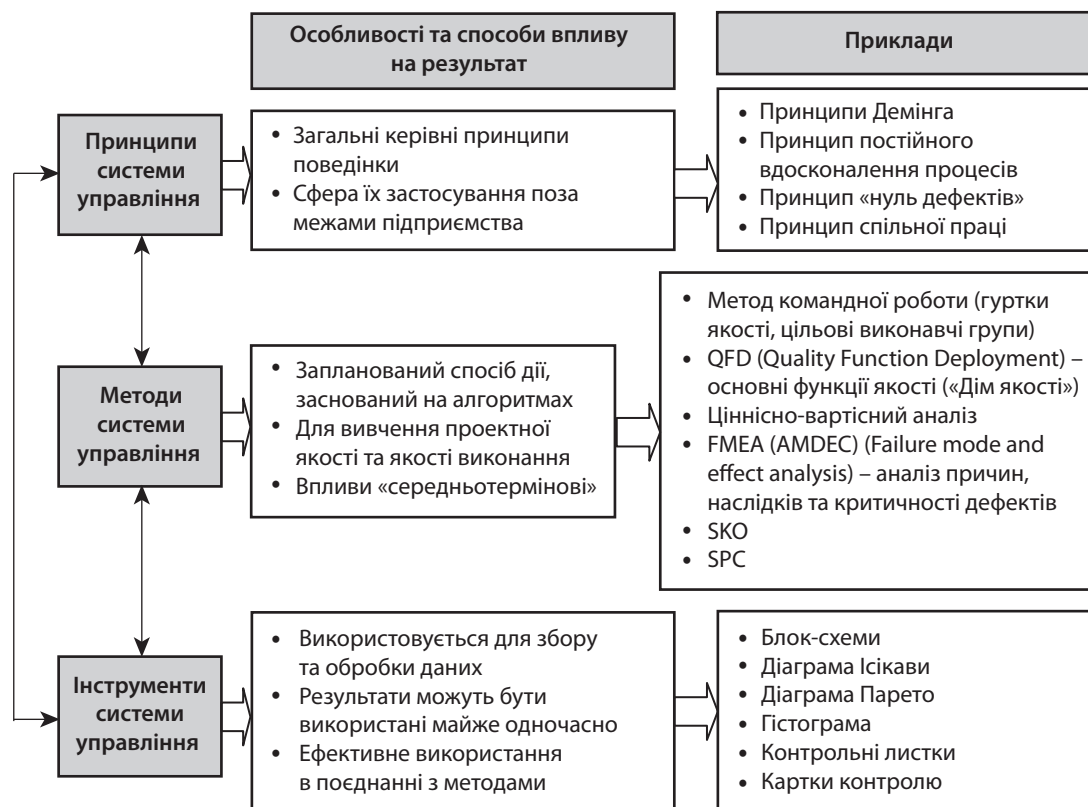 Особливості та способи впливу
на результат
Приклади
Принципи
системи
управління
• Загальні керівні принципи
поведінки
• Сфера їх застосування поза
межами підприємства
• Принципи Демінга
• Принцип постійного
вдосконалення процесів
• Принцип «нуль дефектів»
• Принцип спільної праці
Методи
системи
управління
• Запланований спосіб дії,
заснований на алгоритмах
• Для вивчення проектної
якості та якості виконання
• Впливи «середньотермінові»
• Метод командної роботи (гуртки
якості, цільові виконавчі групи)
• QFD (Quality Function Deployment) –
основні функції якості («Дім якості»)
• Ціннісно-вартісний аналіз
• FMEA (AMDEC) (Failure mode and
effect analysis) – аналіз причин,
наслідків та критичності дефектів
• SKO
• SPC
Інструменти
системи
управління
• Використовується для збору
та обробки даних
• Результати можуть бути
використані майже одночасно
• Ефективне використання
в поєднанні з методами
• Блок-схеми
• Діаграма Ісікави
• Діаграма Парето
• Гістограма
• Контрольні листки
• Картки контролю